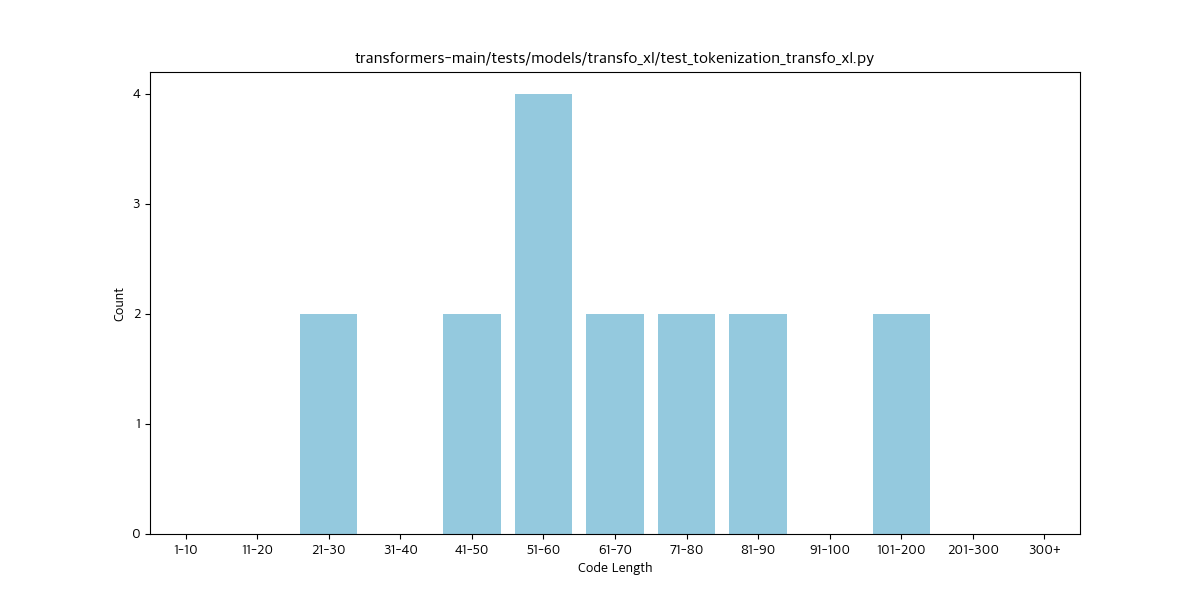 transformers-main/tests/models/transfo_xl/test_tokenization_transfo_xl.py
4
3
2
1
0
Count
1-10 11-20 21-30 31-40 41-50 51-60 61-70 71-80 81-90 91-100 101-200 201-300 300+
Code Length